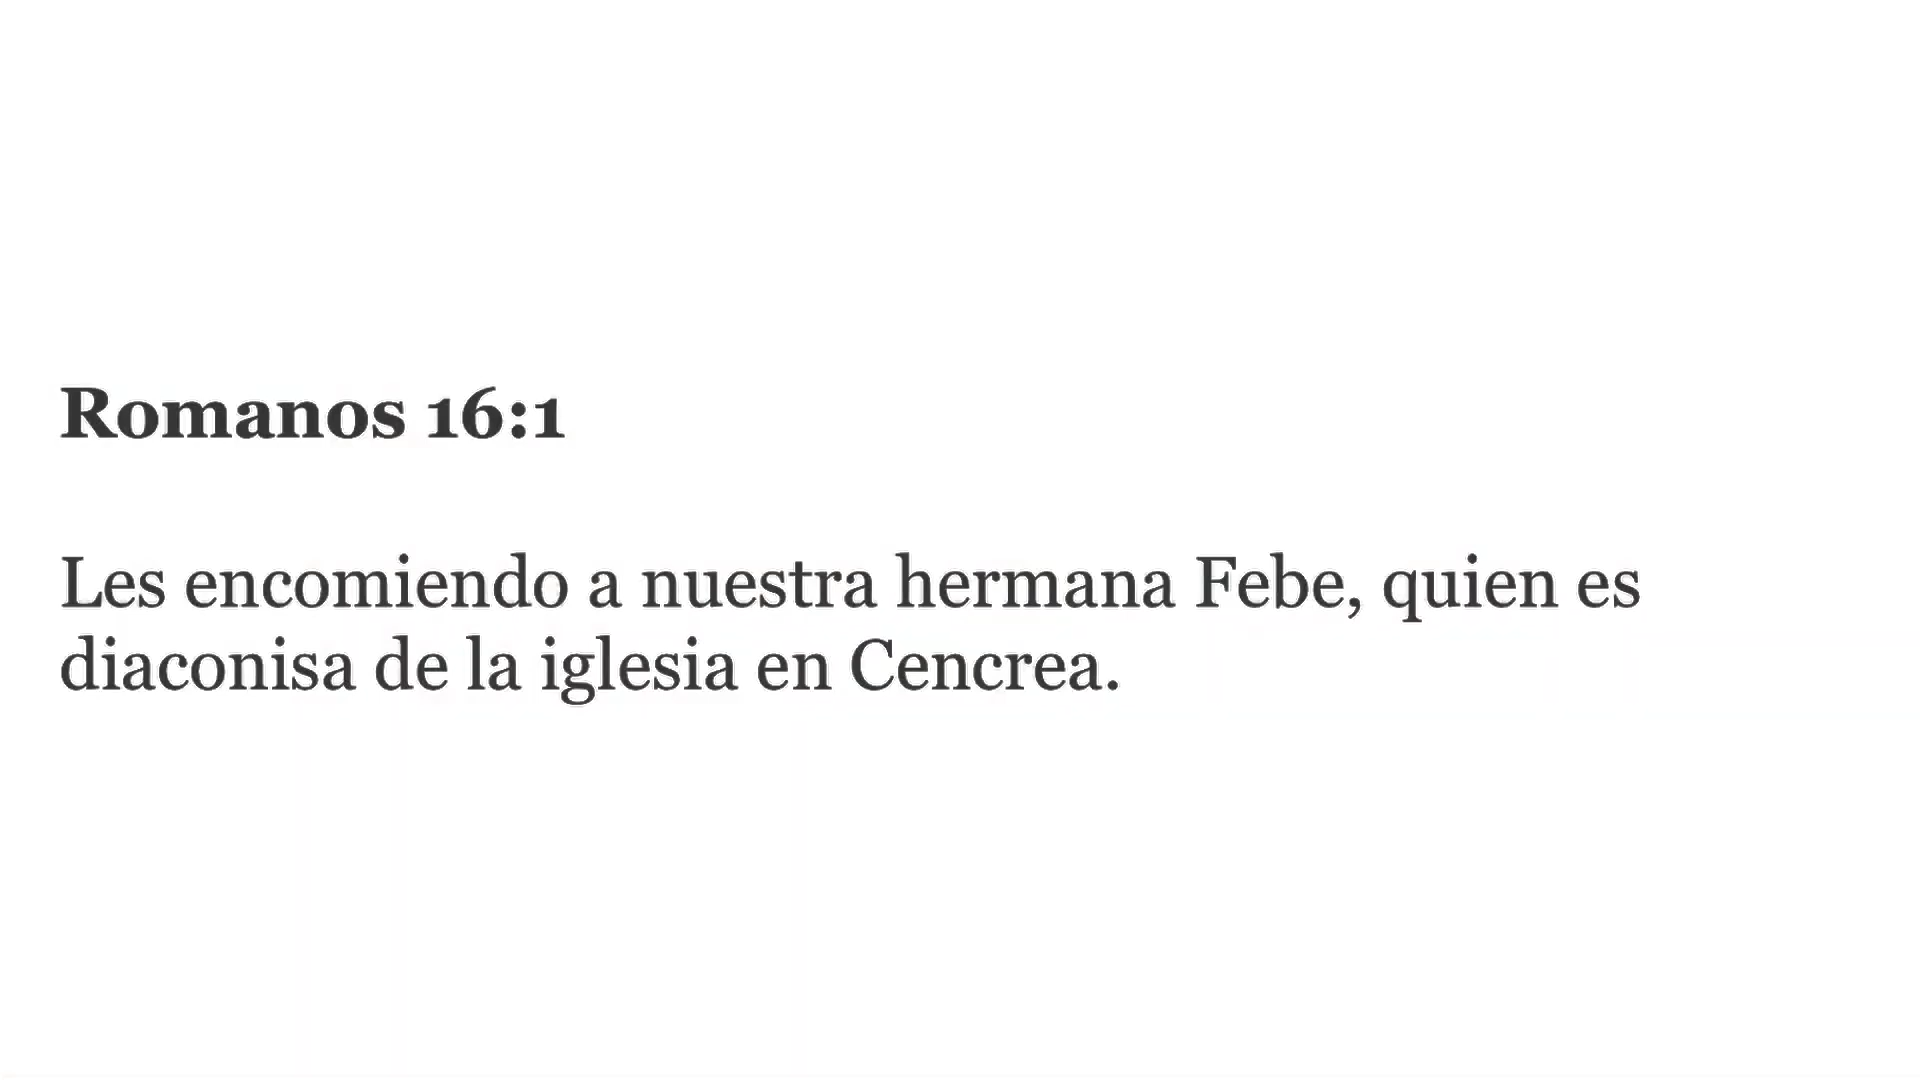 Romanos 16:1
Les encomiendo a nuestra hermana Febe, quien es
diaconisa de la iglesia en Cencrea.